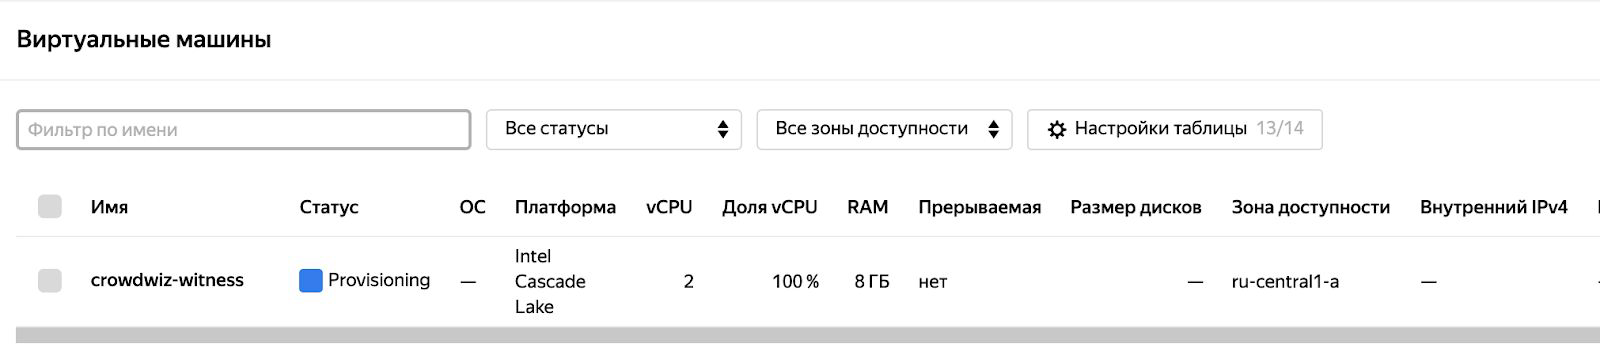 Виртуальные машины
Фильтр по имени
Все статусы
Все зоны доступности
Настройки таблицы 13/14
Имя Статус ОС Платформа vCPU Доля vCPU RAM Прерываемая Размер дисков Зона доступности Внутренний IPv4
crowdwiz-witness Provisioning — Intel Cascade Lake 2 100 % 8 ГБ нет — ru-central1-a —